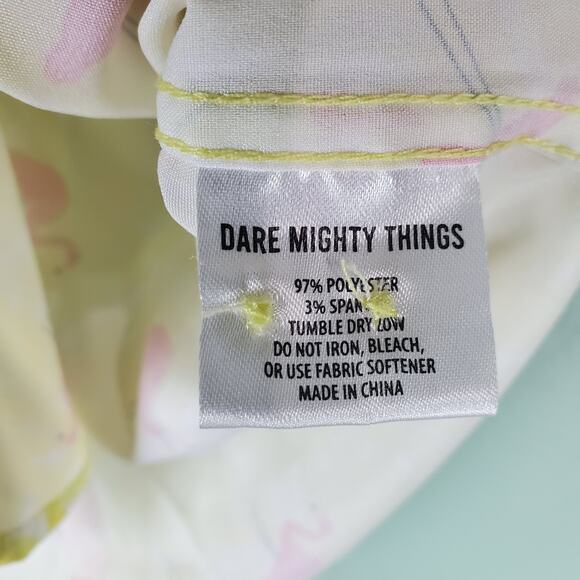 DARE MIGHTY THINGS
97% POLYESTER
3% SPAN
TUMBLE DRY LOW
DO NOT IRON, BLEACH,
OR USE FABRIC SOFTENER
MADE IN CHINA